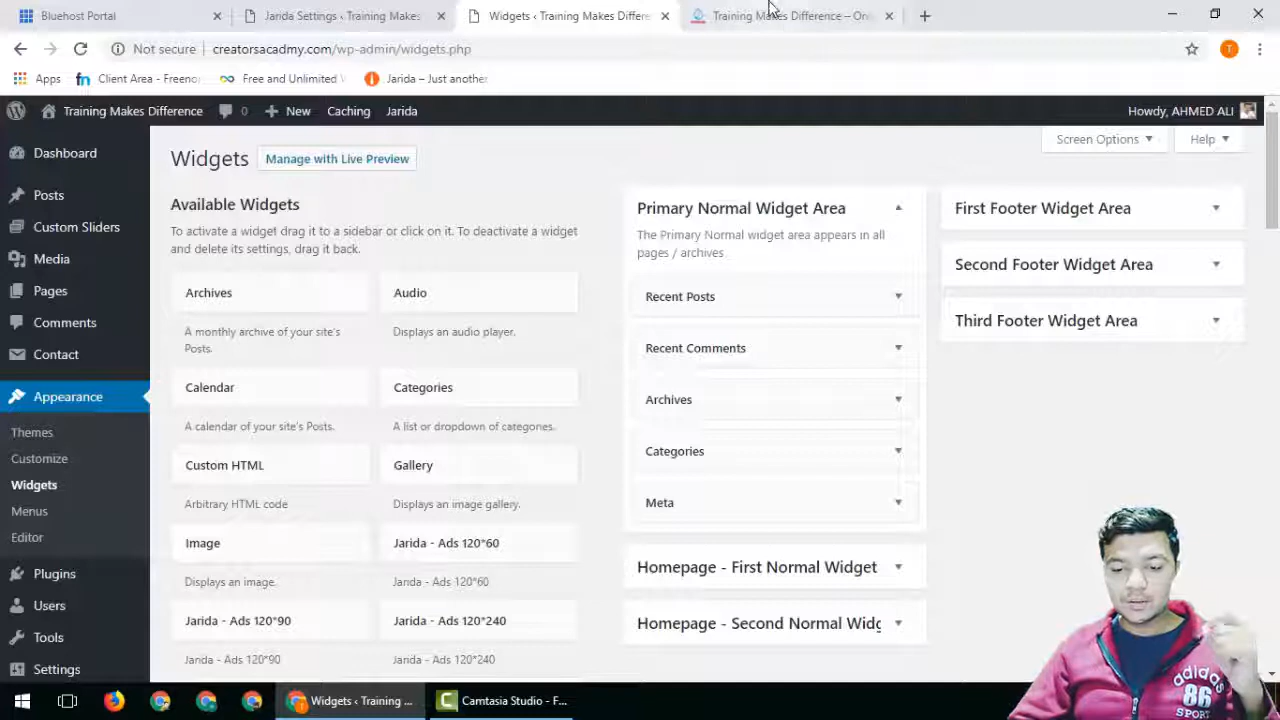 Bluehost Portal
Jarida Settings ‹ Training Makes
Widgets ‹ Training Makes Differe
Training Makes Difference – On
Not secure
creatorsacadmy.com/wp-admin/widgets.php
T
Apps
fn Client Area - Freeno
Free and Unlimited
Jarida – Just another
Training Makes Difference
0
New
Caching
Jarida
Howdy, AHMED ALI
Dashboard
Posts
Custom Sliders
Media
Pages
Comments
Contact
Appearance
Themes
Customize
Widgets
Menus
Editor
Plugins
Users
Tools
Settings
Widgets
Manage with Live Preview
Screen Options
Help
Available Widgets
To activate a widget drag it to a sidebar or click on it. To deactivate a widget
and delete its settings, drag it back.
Archives
Audio
A monthly archive of your site's
Posts.
Displays an audio player.
Calendar
Categories
A calendar of your site's Posts.
A list or dropdown of categories.
Custom HTML
Gallery
Arbitrary HTML code
Displays an image gallery.
Image
Jarida - Ads 120*60
Displays an image.
Jarida - Ads 120*60
Jarida - Ads 120*90
Jarida - Ads 120*240
Jarida - Ads 120*90
Jarida - Ads 120*240
Primary Normal Widget Area
The Primary Normal widget area appears in all
pages / archives
Recent Posts
Recent Comments
Archives
Categories
Meta
Homepage - First Normal Widget
Homepage - Second Normal Widg
First Footer Widget Area
Second Footer Widget Area
Third Footer Widget Area
adidas
86
SPORT
Widgets ‹ Training ...
Camtasia Studio - F...